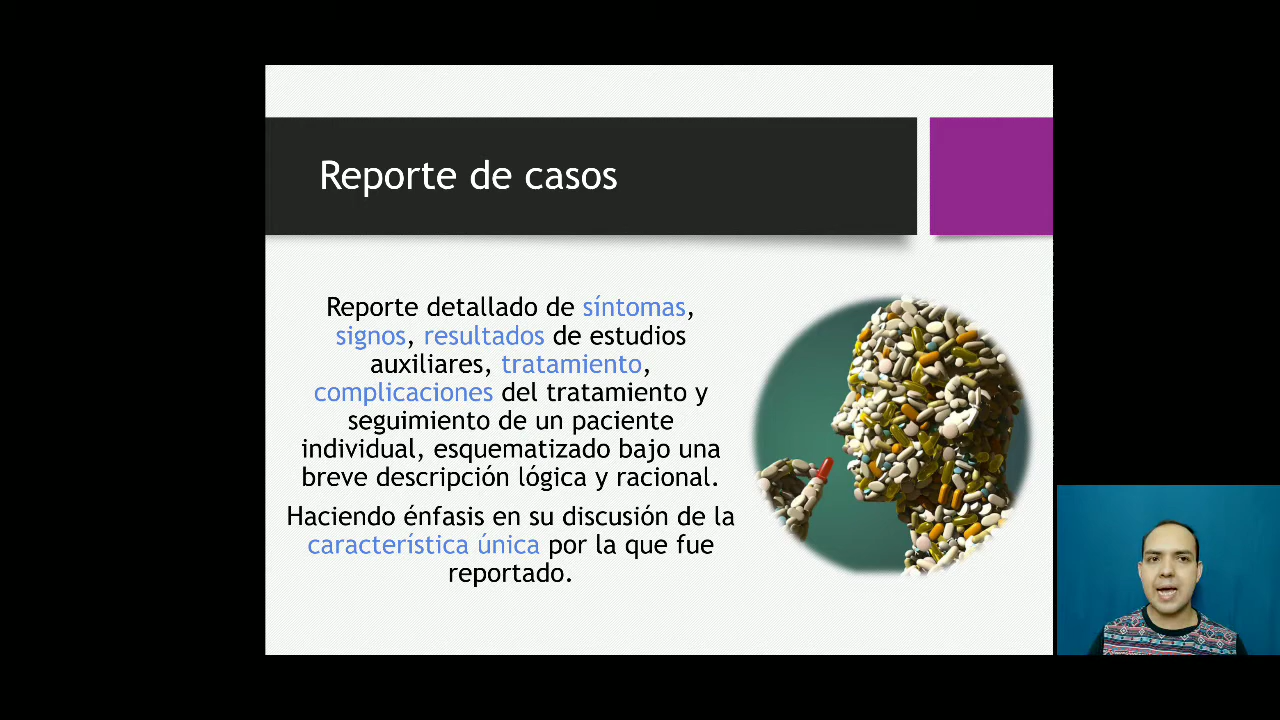 Reporte de casos
Reporte detallado de síntomas,
signos, resultados de estudios
auxiliares, tratamiento,
complicaciones del tratamiento y
seguimiento de un paciente
individual, esquematizado bajo una
breve descripción lógica y racional.
Haciendo énfasis en su discusión de la
característica única por la que fue
reportado.